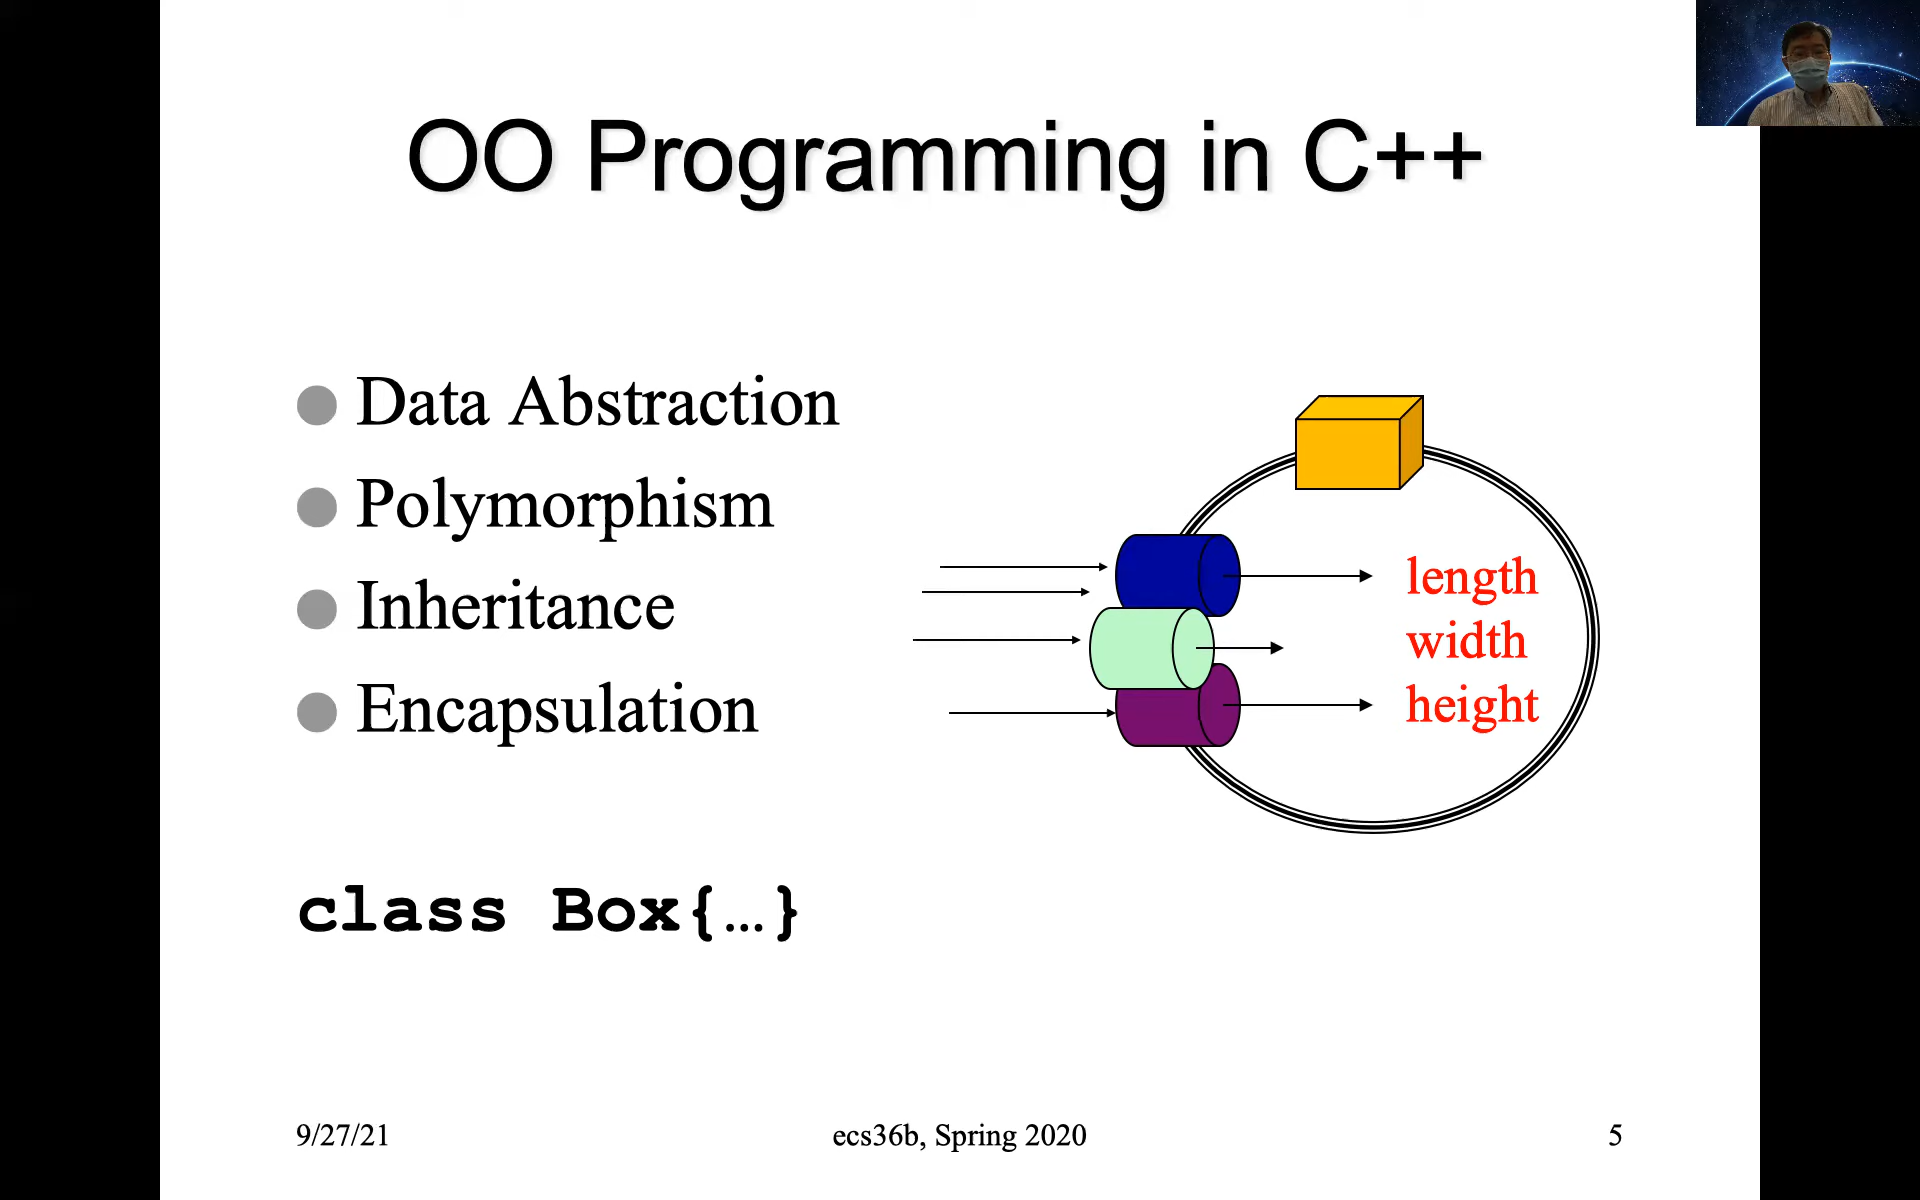 OO Programming in C++
Data Abstraction
Polymorphism
Inheritance
Encapsulation
length
width
height
class Box{…}
9/27/21
ecs36b, Spring 2020
5